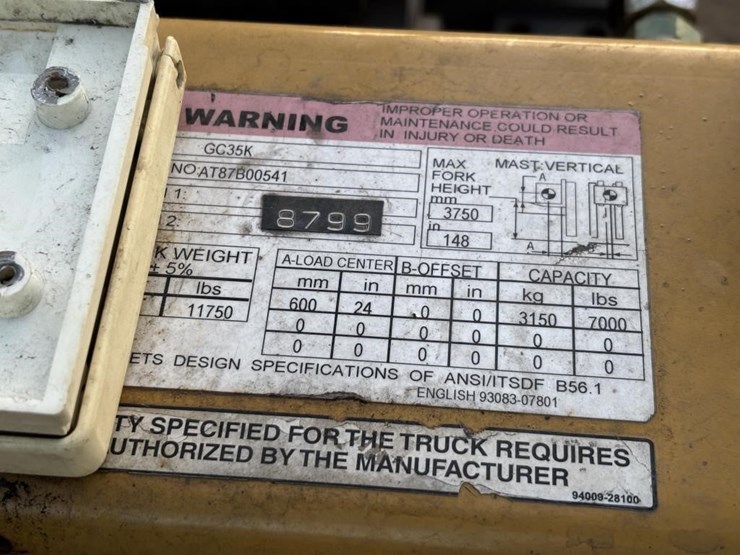 WARNING
IMPROPER OPERATION OR
MAINTENANCE COULD RESULT
IN INJURY OR DEATH
GC35K
NO. AT87B00541
1:
2:
8799
MAX.
FORK
HEIGHT
mm
3750
in
148
MAST:VERTICAL
A
A
K WEIGHT
± 5%
lbs
11750
A-LOAD CENTER B-OFFSET CAPACITY
mm in mm in kg lbs
600 24 0 0 3150 7000
0 0 0 0 0 0
0 0 0 0 0 0
ETS DESIGN SPECIFICATIONS OF ANSI/ITSDF B56.1
ENGLISH 93083-07801
TY SPECIFIED FOR THE TRUCK REQUIRES
UTHORIZED BY THE MANUFACTURER
94009-28100